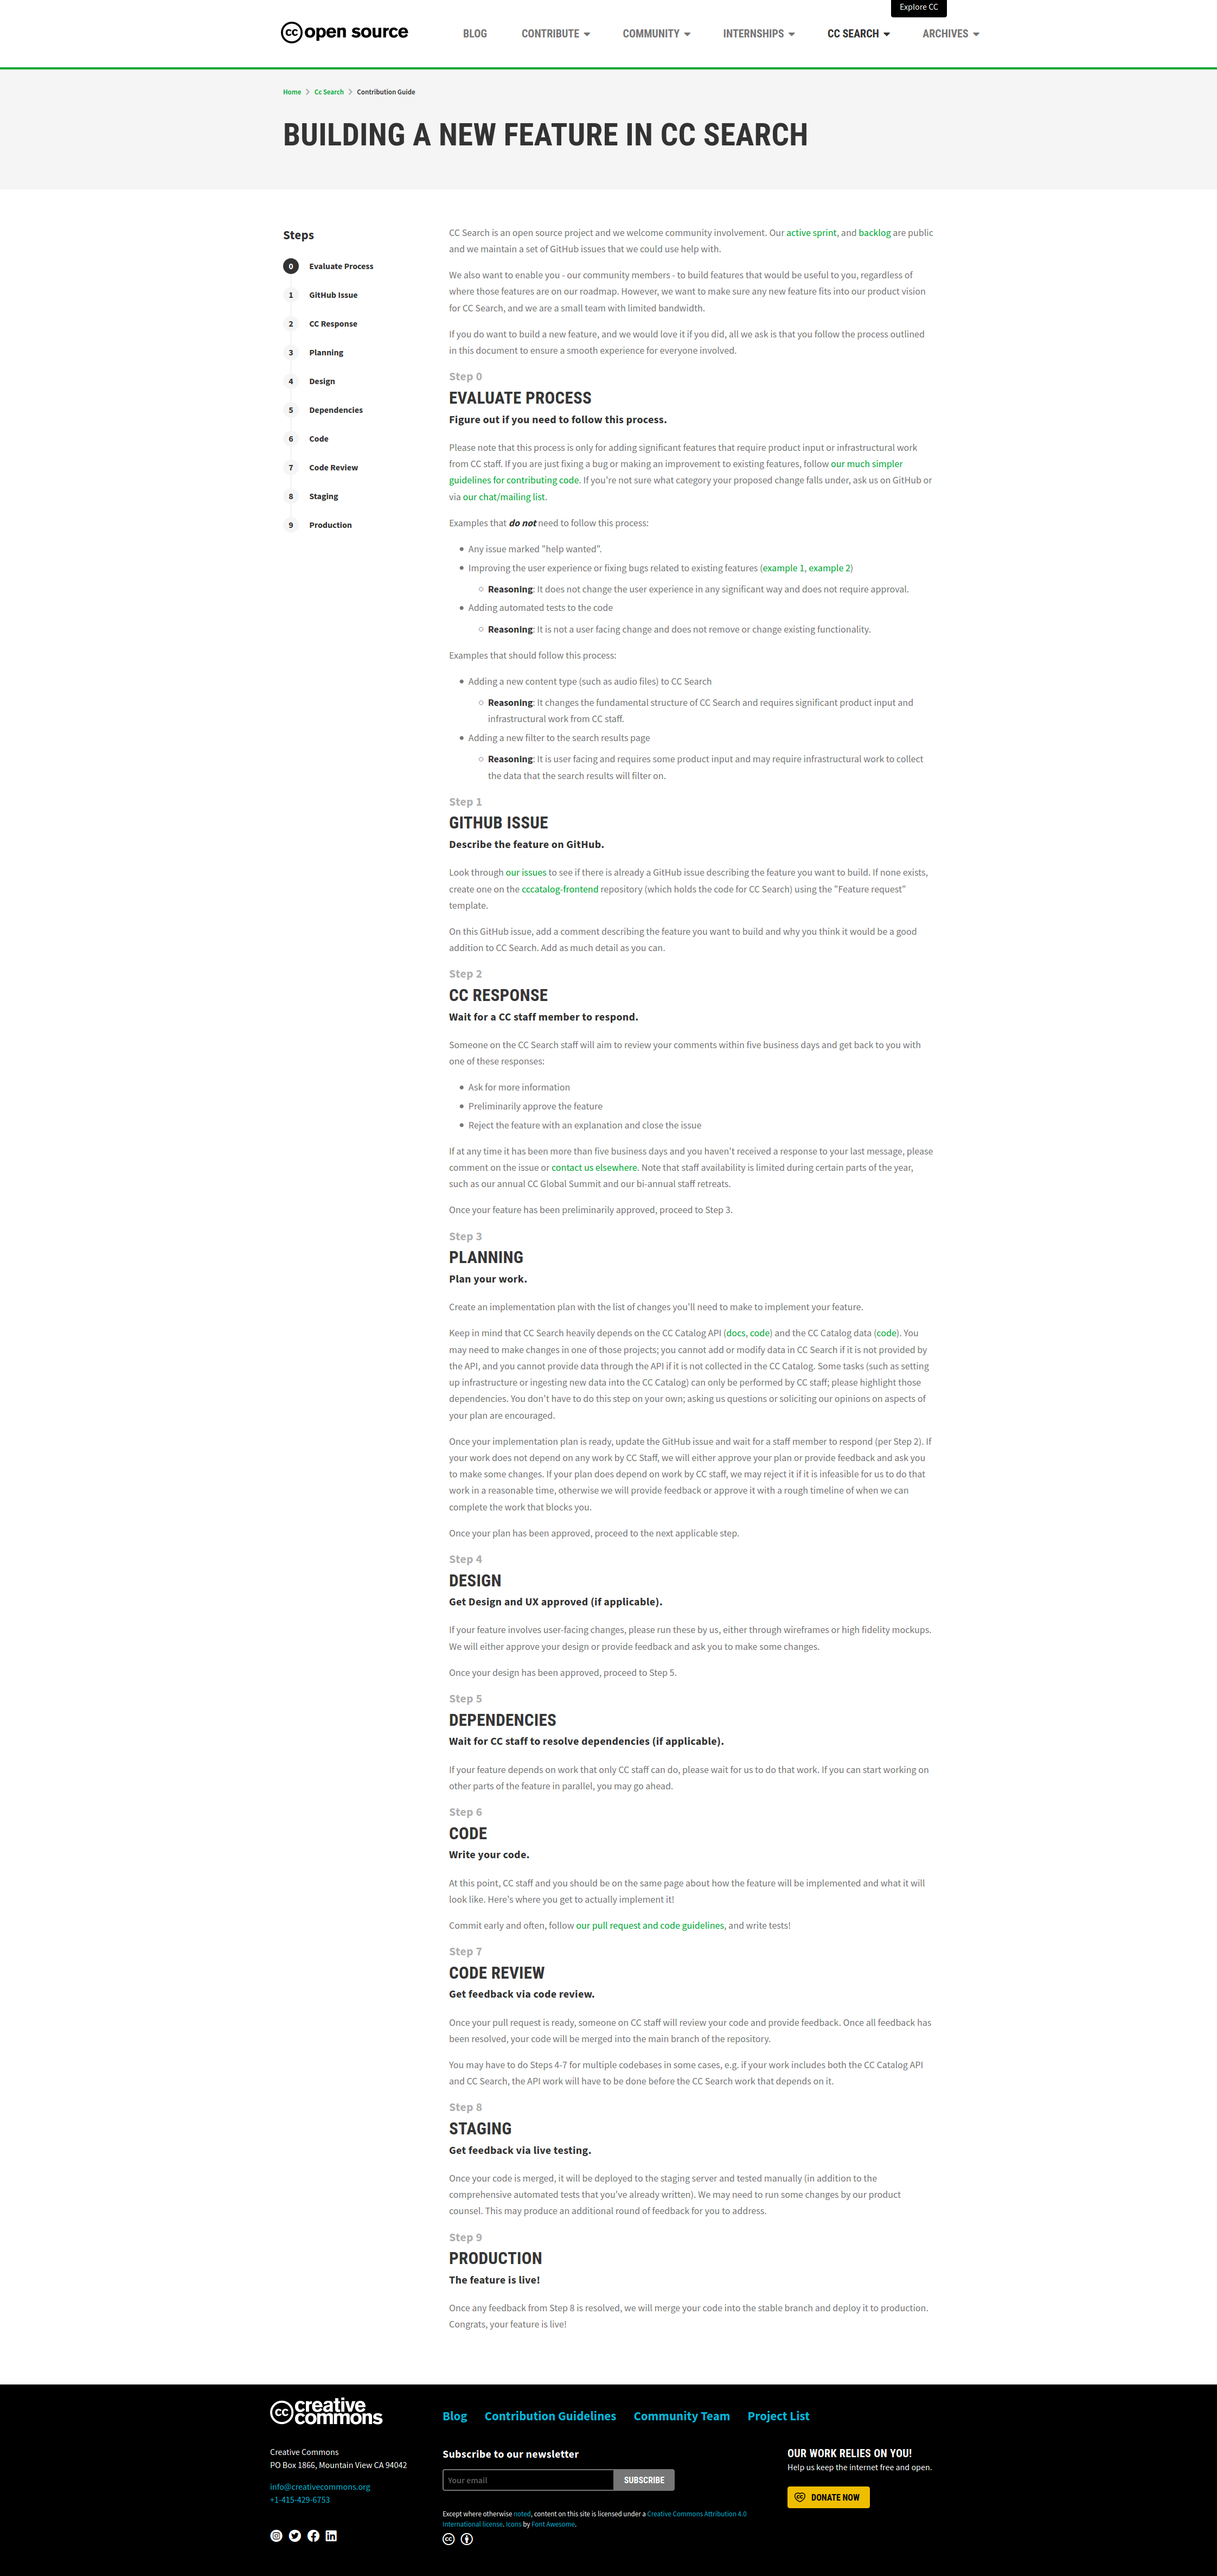 Explore CC
cc open source
BLOG CONTRIBUTE COMMUNITY INTERNSHIPS CC SEARCH ARCHIVES
Home Cc Search Contribution Guide
BUILDING A NEW FEATURE IN CC SEARCH
Steps
0 Evaluate Process
1 GitHub Issue
2 CC Response
3 Planning
4 Design
5 Dependencies
6 Code
7 Code Review
8 Staging
9 Production
CC Search is an open source project and we welcome community involvement. Our active sprint, and backlog are public
and we maintain a set of GitHub issues that we could use help with.
We also want to enable you - our community members - to build features that would be useful to you, regardless of
where those features are on our roadmap. However, we want to make sure any new feature fits into our product vision
for CC Search, and we are a small team with limited bandwidth.
If you do want to build a new feature, and we would love it if you did, all we ask is that you follow the process outlined
in this document to ensure a smooth experience for everyone involved.
Step 0
EVALUATE PROCESS
Figure out if you need to follow this process.
Please note that this process is only for adding significant features that require product input or infrastructural work
from CC staff. If you are just fixing a bug or making an improvement to existing features, follow our much simpler
guidelines for contributing code. If you're not sure what category your proposed change falls under, ask us on GitHub or
via our chat/mailing list.
Examples that do not need to follow this process:
Any issue marked "help wanted".
Improving the user experience or fixing bugs related to existing features (example 1, example 2)
Reasoning: It does not change the user experience in any significant way and does not require approval.
Adding automated tests to the code
Reasoning: It is not a user facing change and does not remove or change existing functionality.
Examples that should follow this process:
Adding a new content type (such as audio files) to CC Search
Reasoning: It changes the fundamental structure of CC Search and requires significant product input and
infrastructural work from CC staff.
Adding a new filter to the search results page
Reasoning: It is user facing and requires some product input and may require infrastructural work to collect
the data that the search results will filter on.
Step 1
GITHUB ISSUE
Describe the feature on GitHub.
Look through our issues to see if there is already a GitHub issue describing the feature you want to build. If none exists,
create one on the cccatalog-frontend repository (which holds the code for CC Search) using the "Feature request"
template.
On this GitHub issue, add a comment describing the feature you want to build and why you think it would be a good
addition to CC Search. Add as much detail as you can.
Step 2
CC RESPONSE
Wait for a CC staff member to respond.
Someone on the CC Search staff will aim to review your comments within five business days and get back to you with
one of these responses:
Ask for more information
Preliminarily approve the feature
Reject the feature with an explanation and close the issue
If at any time it has been more than five business days and you haven't received a response to your last message, please
comment on the issue or contact us elsewhere. Note that staff availability is limited during certain parts of the year,
such as our annual CC Global Summit and our bi-annual staff retreats.
Once your feature has been preliminarily approved, proceed to Step 3.
Step 3
PLANNING
Plan your work.
Create an implementation plan with the list of changes you'll need to make to implement your feature.
Keep in mind that CC Search heavily depends on the CC Catalog API (docs, code) and the CC Catalog data (code). You
may need to make changes in one of those projects; you cannot add or modify data in CC Search if it is not provided by
the API, and you cannot provide data through the API if it is not collected in the CC Catalog. Some tasks (such as setting
up infrastructure or ingesting new data into the CC Catalog) can only be performed by CC staff; please highlight those
dependencies. You don't have to do this step on your own; asking us questions or soliciting our opinions on aspects of
your plan are encouraged.
Once your implementation plan is ready, update the GitHub issue and wait for a staff member to respond (per Step 2). If
your work does not depend on any work by CC Staff, we will either approve your plan or provide feedback and ask you
to make some changes. If your plan does depend on work by CC staff, we may reject it if it is infeasible for us to do that
work in a reasonable time, otherwise we will provide feedback or approve it with a rough timeline of when we can
complete the work that blocks you.
Once your plan has been approved, proceed to the next applicable step.
Step 4
DESIGN
Get Design and UX approved (if applicable).
If your feature involves user-facing changes, please run these by us, either through wireframes or high fidelity mockups.
We will either approve your design or provide feedback and ask you to make some changes.
Once your design has been approved, proceed to Step 5.
Step 5
DEPENDENCIES
Wait for CC staff to resolve dependencies (if applicable).
If your feature depends on work that only CC staff can do, please wait for us to do that work. If you can start working on
other parts of the feature in parallel, you may go ahead.
Step 6
CODE
Write your code.
At this point, CC staff and you should be on the same page about how the feature will be implemented and what it will
look like. Here's where you get to actually implement it!
Commit early and often, follow our pull request and code guidelines, and write tests!
Step 7
CODE REVIEW
Get feedback via code review.
Once your pull request is ready, someone on CC staff will review your code and provide feedback. Once all feedback has
been resolved, your code will be merged into the main branch of the repository.
You may have to do Steps 4-7 for multiple codebases in some cases, e.g. if your work includes both the CC Catalog API
and CC Search, the API work will have to be done before the CC Search work that depends on it.
Step 8
STAGING
Get feedback via live testing.
Once your code is merged, it will be deployed to the staging server and tested manually (in addition to the
comprehensive automated tests that you've already written). We may need to run some changes by our product
counsel. This may produce an additional round of feedback for you to address.
Step 9
PRODUCTION
The feature is live!
Once any feedback from Step 8 is resolved, we will merge your code into the stable branch and deploy it to production.
Congrats, your feature is live!
cc creative commons
Blog Contribution Guidelines Community Team Project List
Creative Commons
PO Box 1866, Mountain View CA 94042
info@creativecommons.org
+1-415-429-6753
Subscribe to our newsletter
Your email SUBSCRIBE
Except where otherwise noted, content on this site is licensed under a Creative Commons Attribution 4.0
International license. Icons by Font Awesome.
OUR WORK RELIES ON YOU!
Help us keep the internet free and open.
DONATE NOW